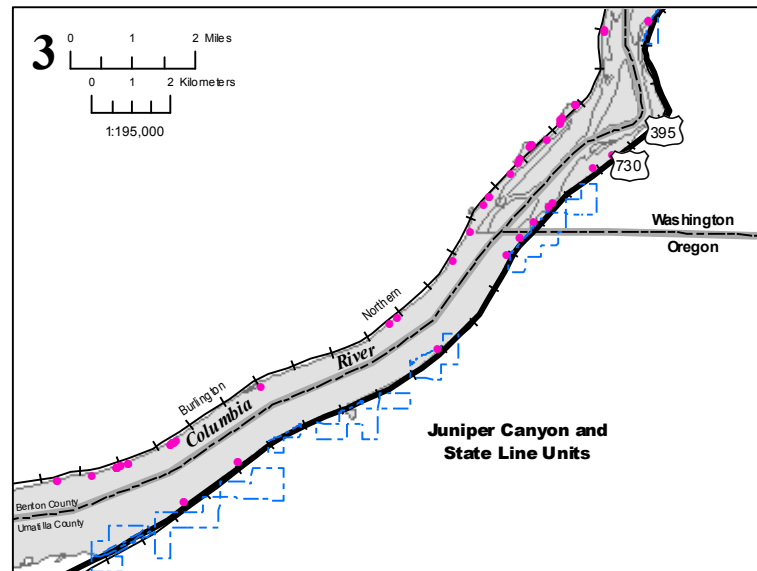 3
0 1 2 Miles
0 1 2 Kilometers
1:195,000
395
730
Washington
Oregon
Northern
River
Burlington
Columbia
Juniper Canyon and
State Line Units
Benton County
Umatilla County